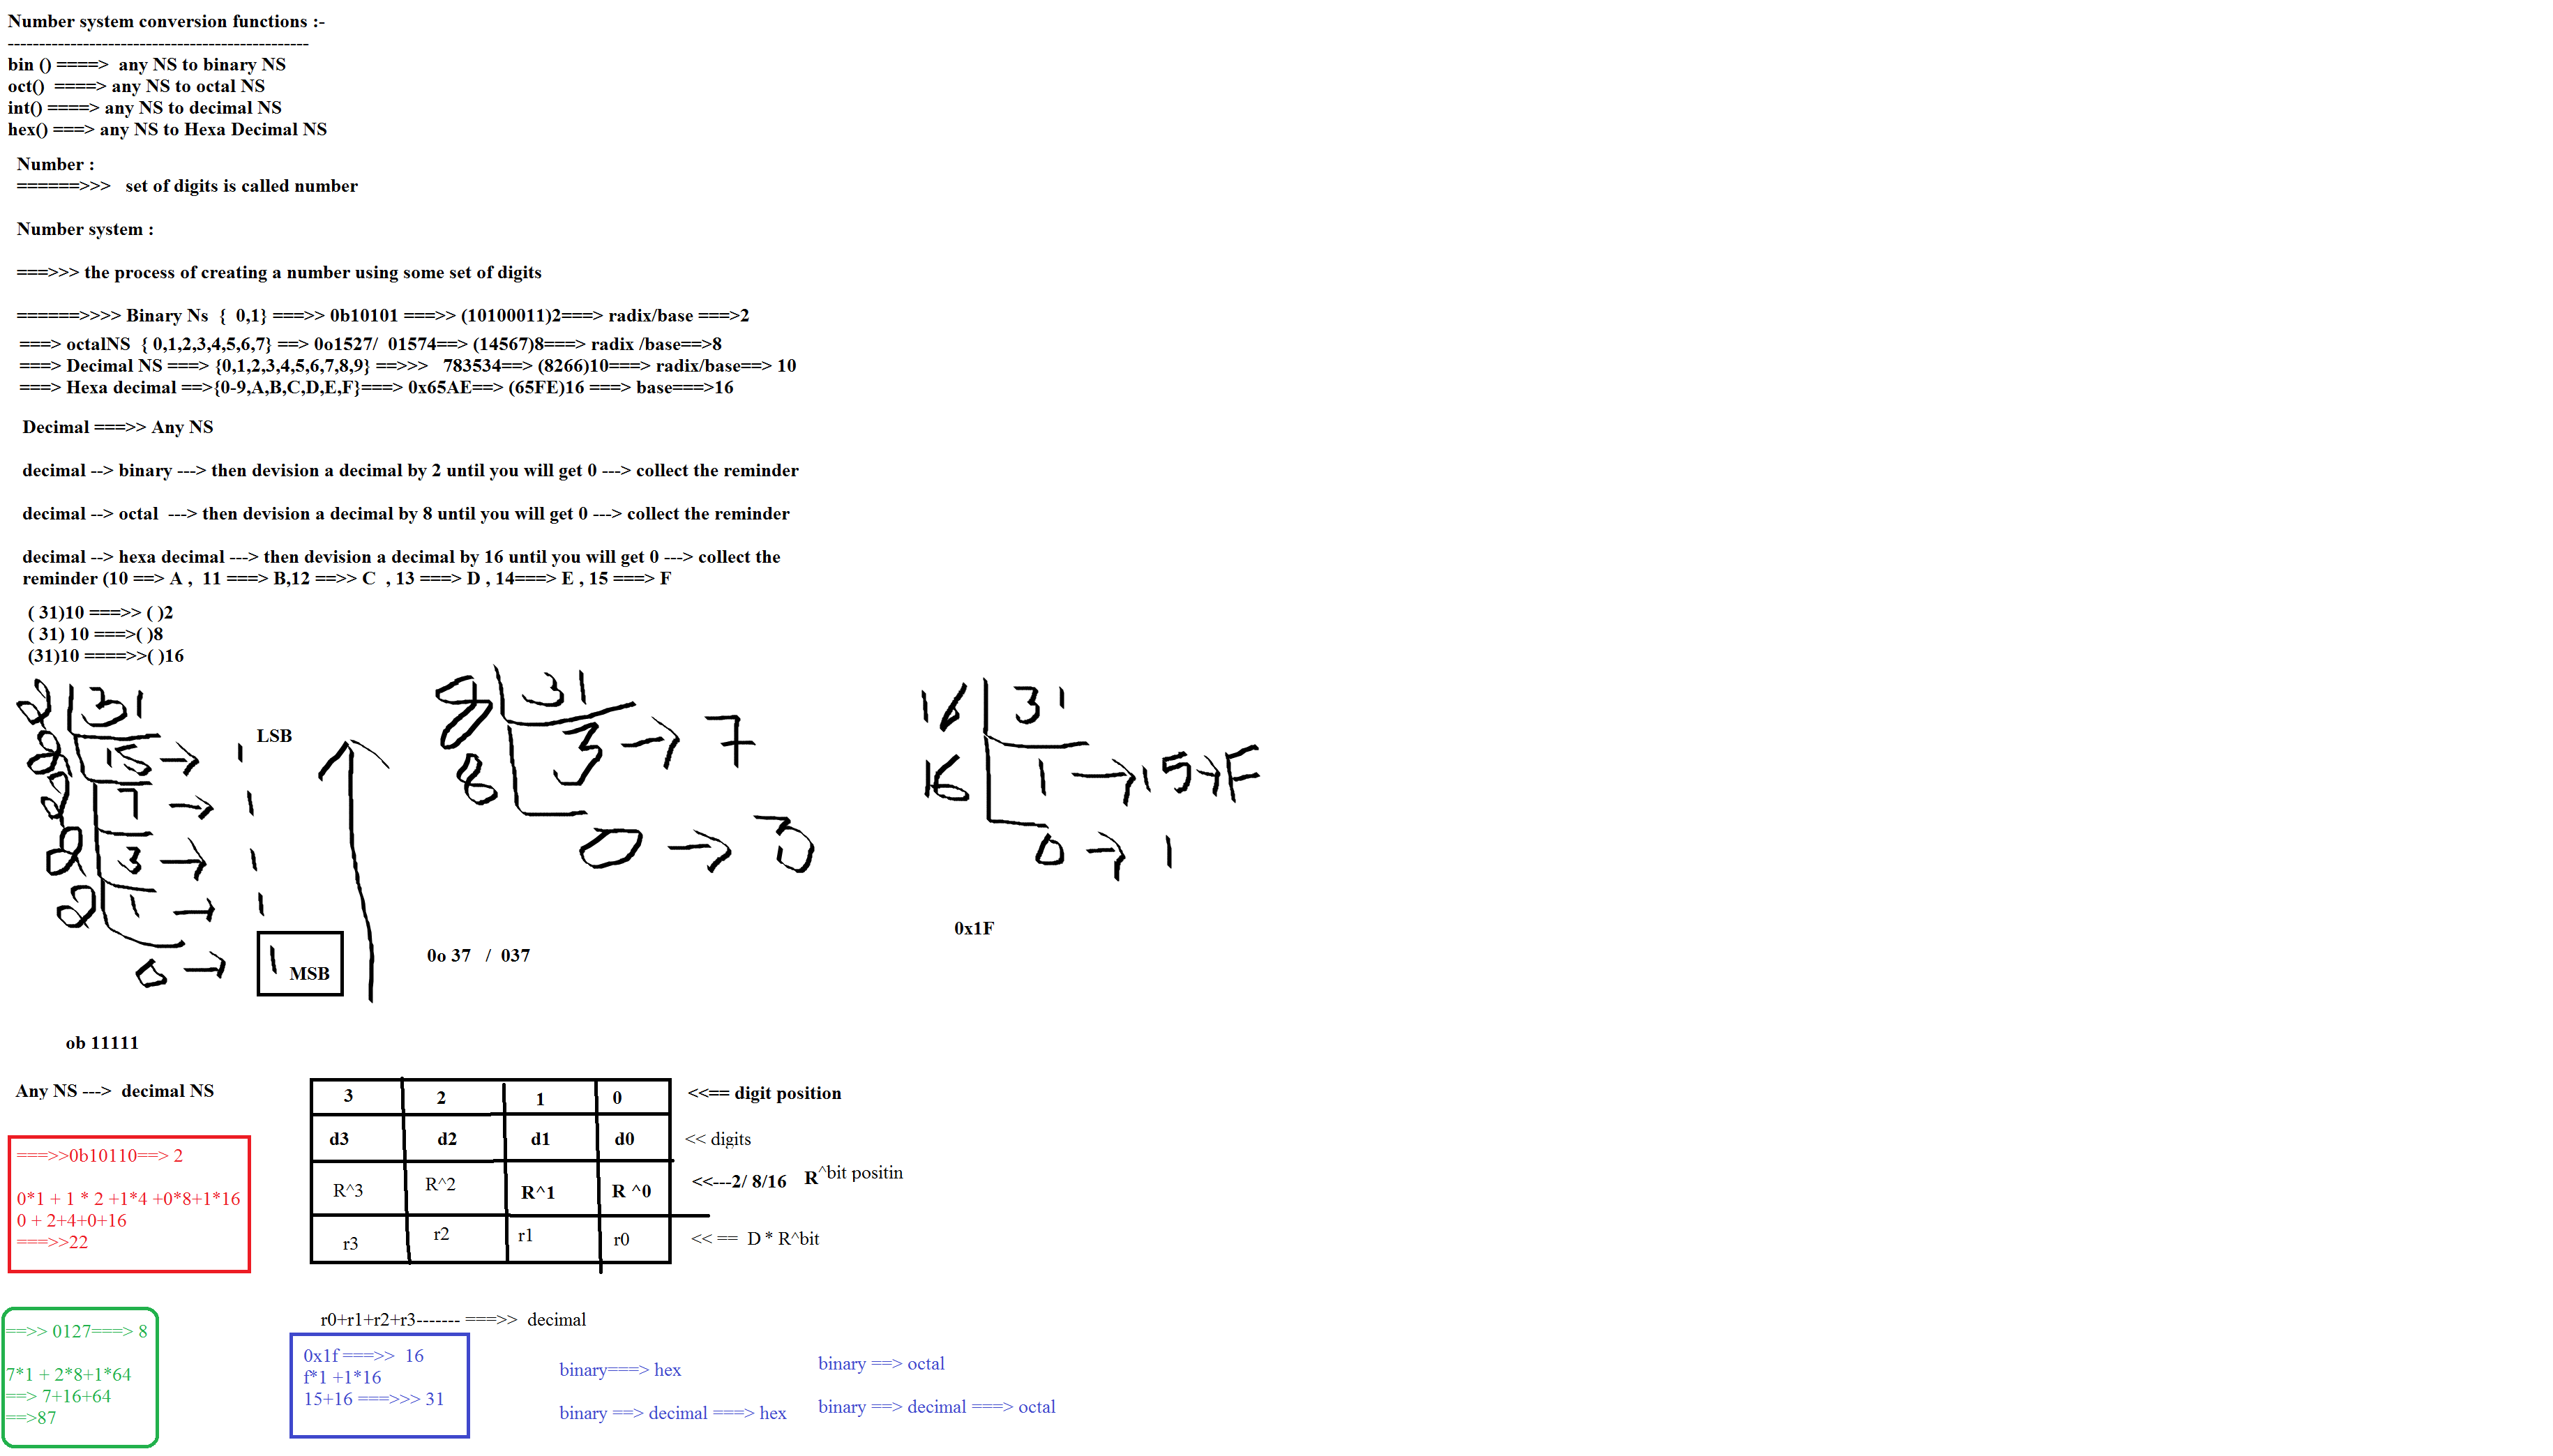 Number system conversion functions :-
------------------------------------------------
bin () ====>  any NS to binary NS
oct()  ====> any NS to octal NS
int() ====> any NS to decimal NS
hex() ===> any NS to Hexa Decimal NS
Number :
======>>>   set of digits is called number
Number system :
===>>> the process of creating a number using some set of digits
======>>>> Binary Ns  {  0,1} ===>> 0b10101 ===>> (10100011)2===> radix/base ===>2
===> octalNS  { 0,1,2,3,4,5,6,7} ==> 0o1527/  01574==> (14567)8===> radix /base==>8
===> Decimal NS ===> {0,1,2,3,4,5,6,7,8,9} ==>>>   783534==> (8266)10===> radix/base==> 10
===> Hexa decimal ==>{0-9,A,B,C,D,E,F}===> 0x65AE==> (65FE)16 ===> base===>16
Decimal ===>> Any NS
decimal --> binary ---> then devision a decimal by 2 until you will get 0 ---> collect the reminder
decimal --> octal  ---> then devision a decimal by 8 until you will get 0 ---> collect the reminder
decimal --> hexa decimal ---> then devision a decimal by 16 until you will get 0 ---> collect the
reminder (10 ==> A ,  11 ===> B,12 ==>> C  , 13 ===> D , 14===> E , 15 ===> F
( 31)10 ===>> ( )2
( 31) 10 ===>( )8
(31)10 ====>>( )16
2 31
2 15 → 1 LSB
2 7 → 1
2 3 → 1
2 1 → 1
0 → 1 MSB
ob 11111
8 31
8 3 → 7
0 → 3
0o 37   /  037
16 31
16 1 → 15 → F
0 → 1
0x1F
Any NS --->  decimal NS
3 2 1 0 <<== digit position
d3 d2 d1 d0 << digits
R^3 R^2 R^1 R ^0 <<---2/ 8/16 R^bit positin
r3 r2 r1 r0 << ==  D * R^bit
r0+r1+r2+r3------- ===>>  decimal
===>>0b10110==> 2
0*1 + 1 * 2 +1*4 +0*8+1*16
0 + 2+4+0+16
===>>22
==>> 0127===> 8
7*1 + 2*8+1*64
==> 7+16+64
==>87
0x1f ===>>  16
f*1 +1*16
15+16 ===>>> 31
binary===> hex
binary ==> decimal ===> hex
binary ==> octal
binary ==> decimal ===> octal